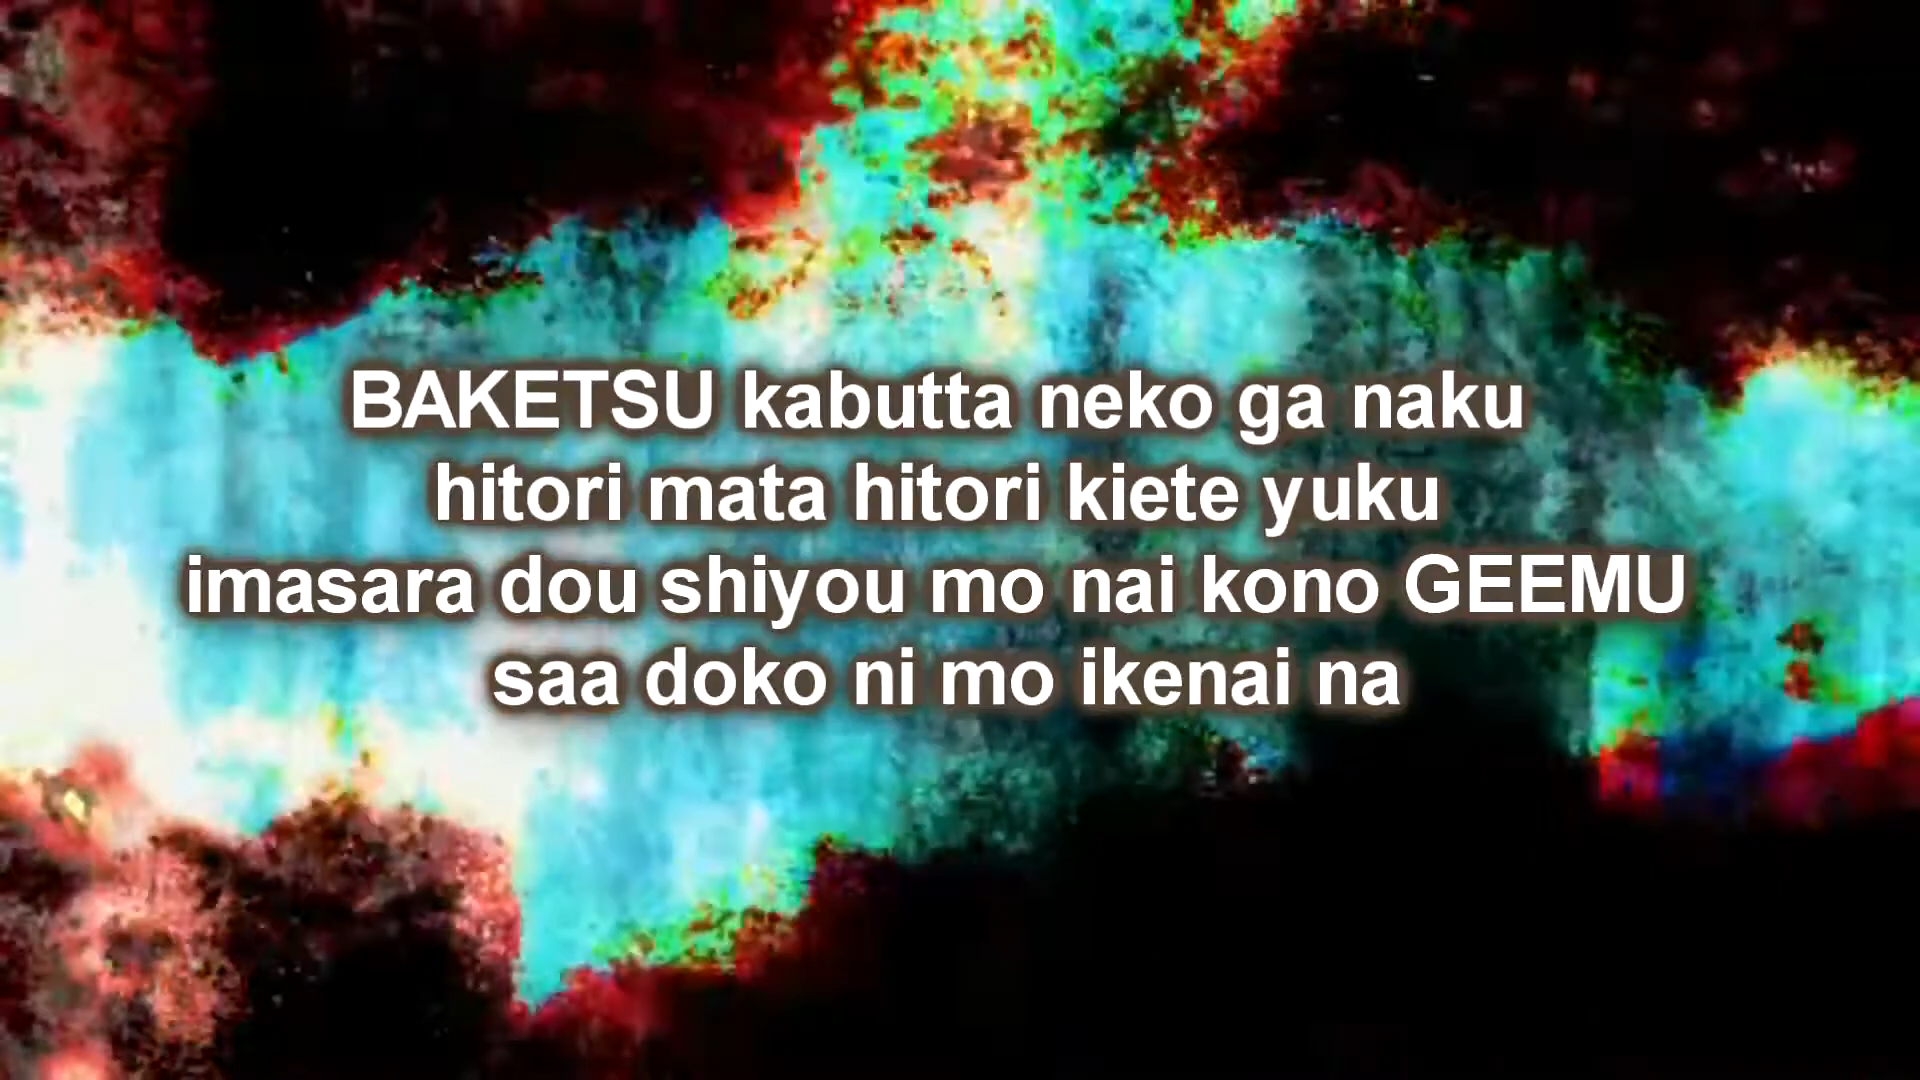 BAKETSU kabutta neko ga naku
hitori mata hitori kiete yuku
imasara dou shiyou mo nai kono GEEMU
saa doko ni mo ikenai na